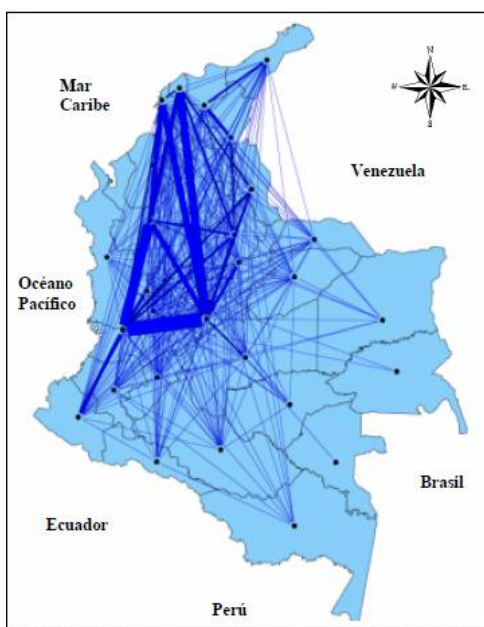 Mar
Caribe
N
W
E
S
Venezuela
Océano
Pacífico
Brasil
Ecuador
Perú